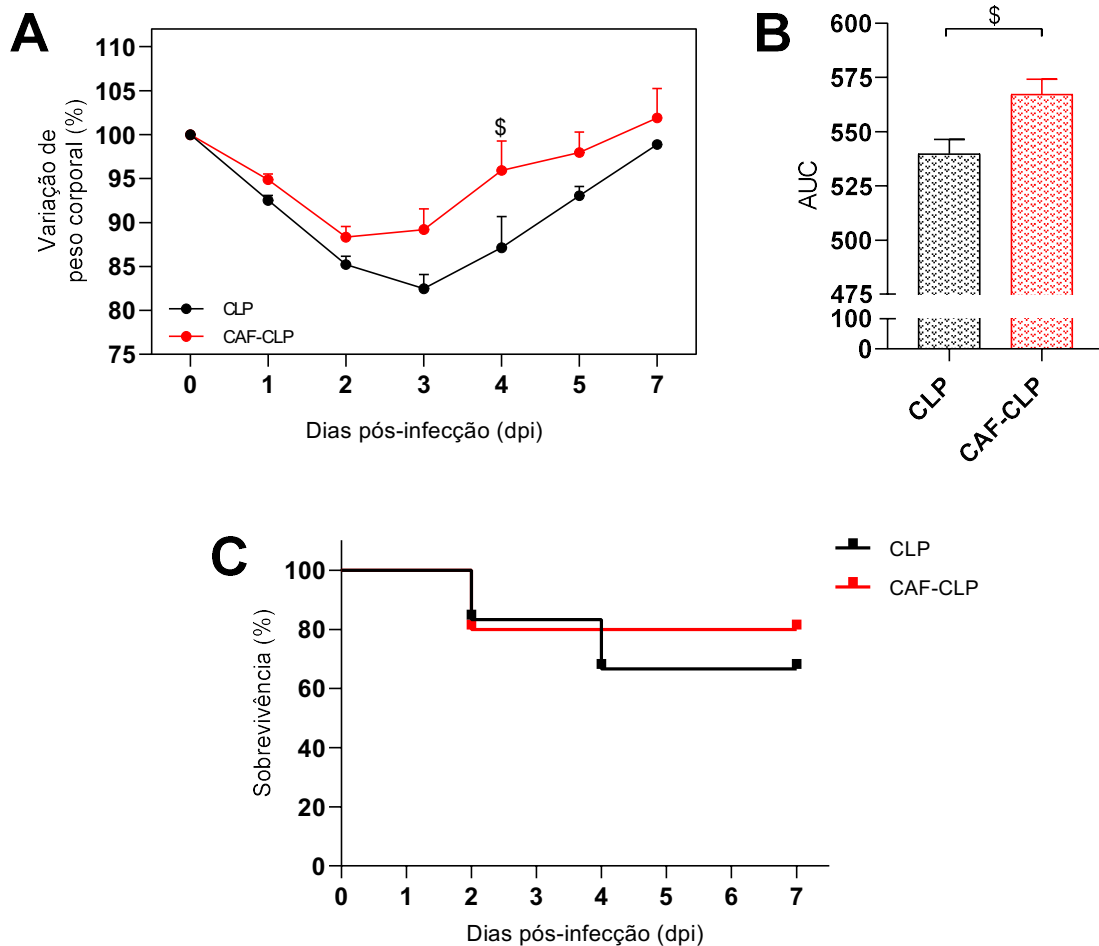 A
Variação de
peso corporal (%)
110
105
100
95
90
85
80
75
$
CLP
CAF-CLP
0 1 2 3 4 5 7
Dias pós-infecção (dpi)
B
AUC
600
575
550
525
500
475
100
0
$
CLP
CAF-CLP
C
Sobrevivência (%)
100
80
60
40
20
0
0 1 2 3 4 5 6 7
Dias pós-infecção (dpi)
CLP
CAF-CLP